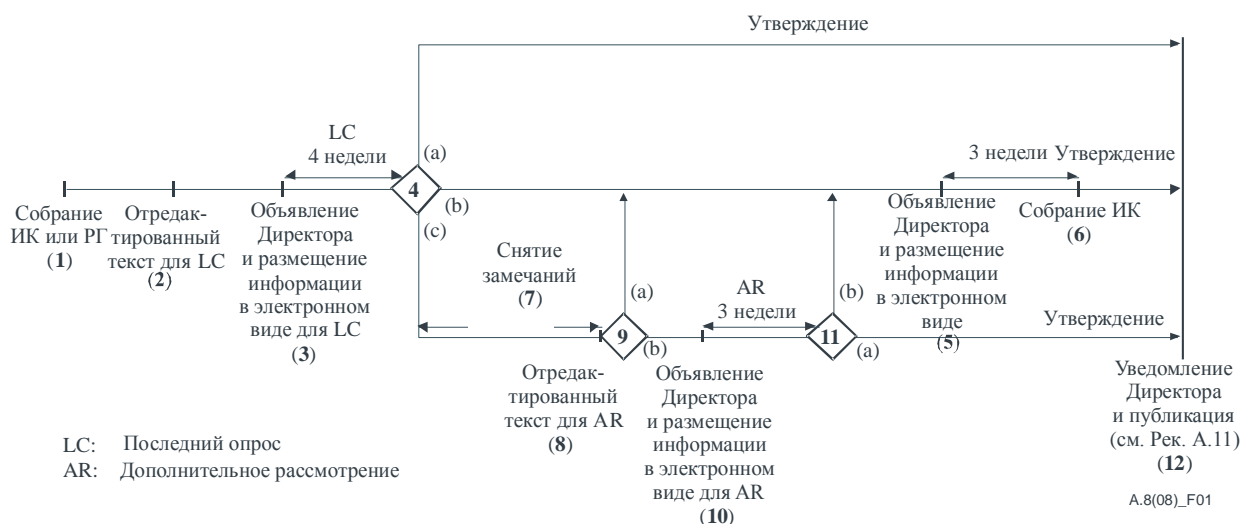 Утверждение
LC
4 недели
(a)
4
(b)
(c)
3 недели Утверждение
Собрание
ИК или РГ
(1)
Отредак-
тированный
текст для LC
(2)
Объявление
Директора
и размещение
информации
в электронном
виде для LC
(3)
Объявление
Директора
и размещение
информации
в электронном
виде
(5)
Собрание ИК
(6)
Снятие
замечаний
(7)
(a)
9
(b)
AR
3 недели
(b)
11
(a)
Утверждение
Отредак-
тированный
текст для AR
(8)
Объявление
Директора
и размещение
информации
в электронном
виде для AR
(10)
Уведомление
Директора
и публикация
(см. Рек. А.11)
(12)
LC: Последний опрос
AR: Дополнительное рассмотрение
A.8(08)_F01